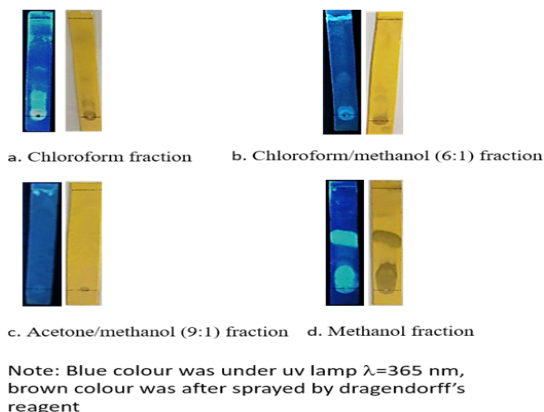 a. Chloroform fraction
b. Chloroform/methanol (6:1) fraction
c. Acetone/methanol (9:1) fraction
d. Methanol fraction
Note: Blue colour was under uv lamp λ=365 nm,
brown colour was after sprayed by dragendorff's
reagent